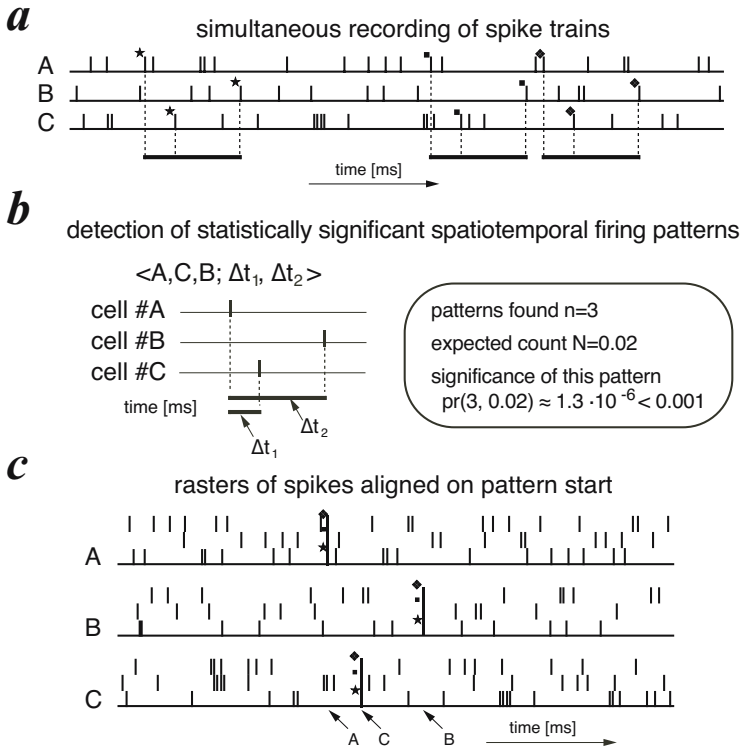 a
simultaneous recording of spike trains
A
B
C
time [ms]
b
detection of statistically significant spatiotemporal firing patterns
<A,C,B; Δt1, Δt2>
cell #A
cell #B
cell #C
time [ms]
Δt2
Δt1
patterns found n=3
expected count N=0.02
significance of this pattern
pr(3, 0.02) ≈ 1.3 ·10 -6 < 0.001
c
rasters of spikes aligned on pattern start
A
B
C
A C B
time [ms]